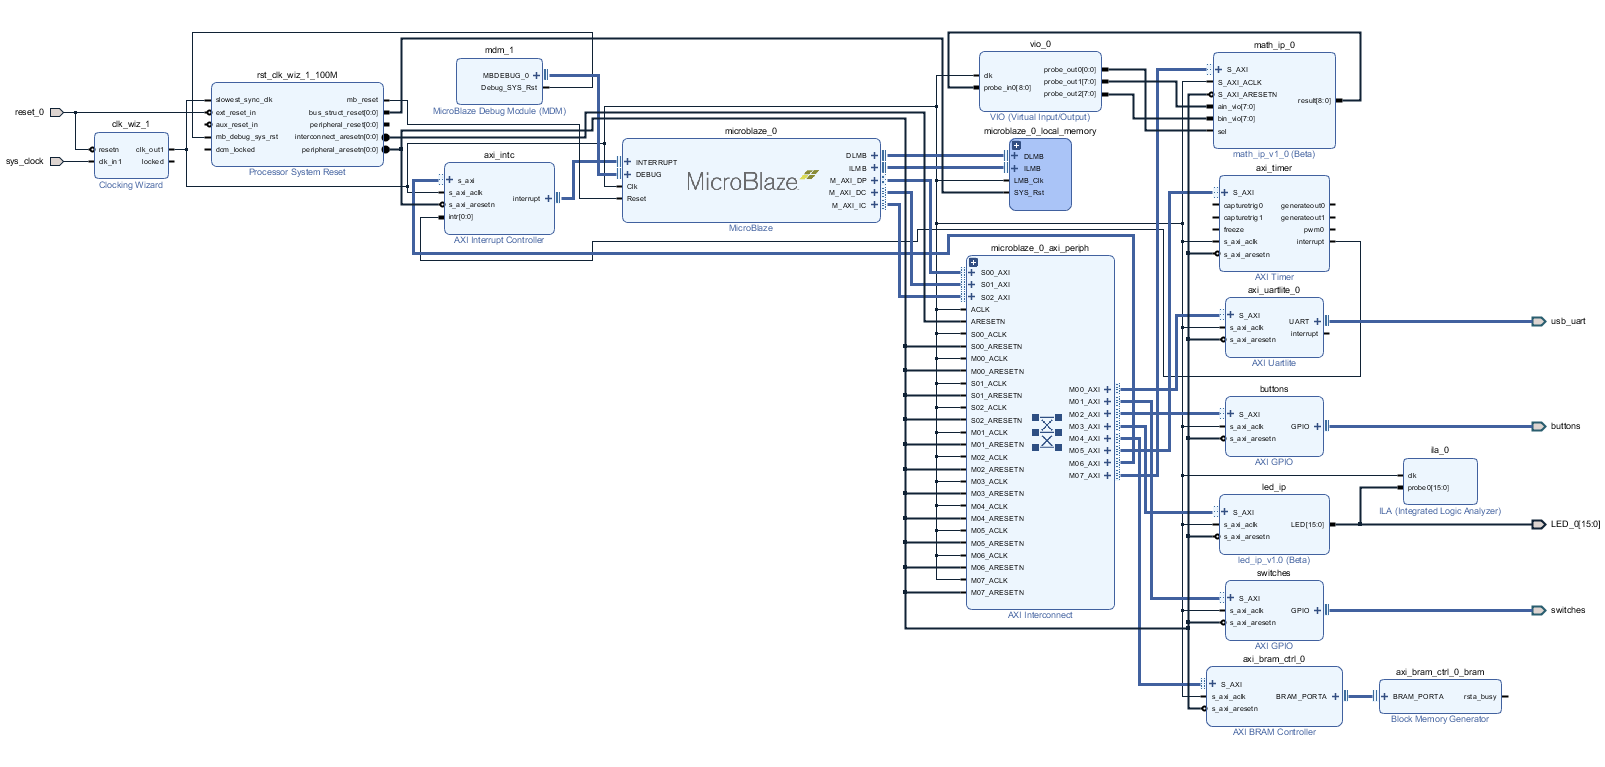 reset_0
sys_clock
clk_wiz_1
resetn
clk_in1
clk_out1
locked
Clocking Wizard
rst_clk_wiz_1_100M
slowest_sync_clk
ext_reset_in
aux_reset_in
mb_debug_sys_rst
dcm_locked
mb_reset
bus_struct_reset[0:0]
peripheral_reset[0:0]
interconnect_aresetn[0:0]
peripheral_aresetn[0:0]
Processor System Reset
mdm_1
MBDEBUG_0
Debug_SYS_Rst
MicroBlaze Debug Module (MDM)
axi_intc
s_axi
s_axi_aclk
s_axi_aresetn
intr[0:0]
interrupt
AXI Interrupt Controller
microblaze_0
INTERRUPT
DEBUG
Clk
Reset
MicroBlaze
DLMB
ILMB
M_AXI_DP
M_AXI_DC
M_AXI_IC
MicroBlaze
vio_0
clk
probe_in0[8:0]
probe_out0[0:0]
probe_out1[7:0]
probe_out2[7:0]
VIO (Virtual Input/Output)
microblaze_0_local_memory
DLMB
ILMB
LMB_Clk
SYS_Rst
microblaze_0_axi_periph
S00_AXI
S01_AXI
S02_AXI
ACLK
ARESETN
S00_ACLK
S00_ARESETN
M00_ACLK
M00_ARESETN
S01_ACLK
S01_ARESETN
S02_ACLK
S02_ARESETN
M01_ACLK
M01_ARESETN
M02_ACLK
M02_ARESETN
M03_ACLK
M03_ARESETN
M04_ACLK
M04_ARESETN
M05_ACLK
M05_ARESETN
M06_ACLK
M06_ARESETN
M07_ACLK
M07_ARESETN
M00_AXI
M01_AXI
M02_AXI
M03_AXI
M04_AXI
M05_AXI
M06_AXI
M07_AXI
AXI Interconnect
math_ip_0
S_AXI
S_AXI_ACLK
S_AXI_ARESETN
ain_vio[7:0]
bin_vio[7:0]
sel
result[8:0]
math_ip_v1_0 (Beta)
axi_timer
S_AXI
capturetrig0
capturetrig1
freeze
s_axi_aclk
s_axi_aresetn
generateout0
generateout1
pwm0
interrupt
AXI Timer
axi_uartlite_0
S_AXI
s_axi_aclk
s_axi_aresetn
UART
interrupt
AXI Uartlite
usb_uart
buttons
S_AXI
s_axi_aclk
s_axi_aresetn
GPIO
AXI GPIO
buttons
ila_0
clk
probe0[15:0]
ILA (Integrated Logic Analyzer)
led_ip
S_AXI
s_axi_aclk
s_axi_aresetn
LED[15:0]
led_ip_v1.0 (Beta)
LED_0[15:0]
switches
S_AXI
s_axi_aclk
s_axi_aresetn
GPIO
AXI GPIO
switches
axi_bram_ctrl_0
S_AXI
s_axi_aclk
s_axi_aresetn
BRAM_PORTA
AXI BRAM Controller
axi_bram_ctrl_0_bram
BRAM_PORTA
rsta_busy
Block Memory Generator